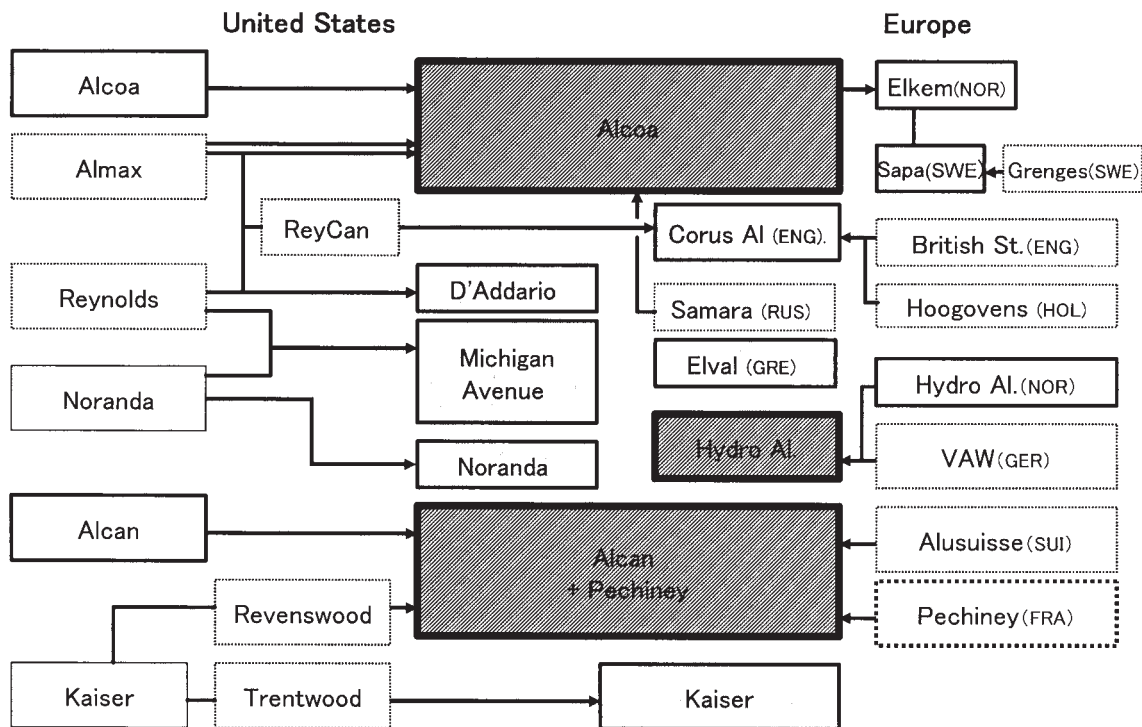 United States
Europe
Alcoa
Alcoa
Elkem(NOR)
Almax
Sapa(SWE)
Grenges(SWE)
ReyCan
Corus Al (ENG).
British St.(ENG)
Reynolds
D'Addario
Samara (RUS)
Hoogovens (HOL)
Michigan
Avenue
Elval (GRE)
Hydro Al.(NOR)
Noranda
Hydro Al.
VAW(GER)
Noranda
Alcan
Alcan
+ Pechiney
Alusuisse(SUI)
Revenswood
Pechiney(FRA)
Kaiser
Trentwood
Kaiser